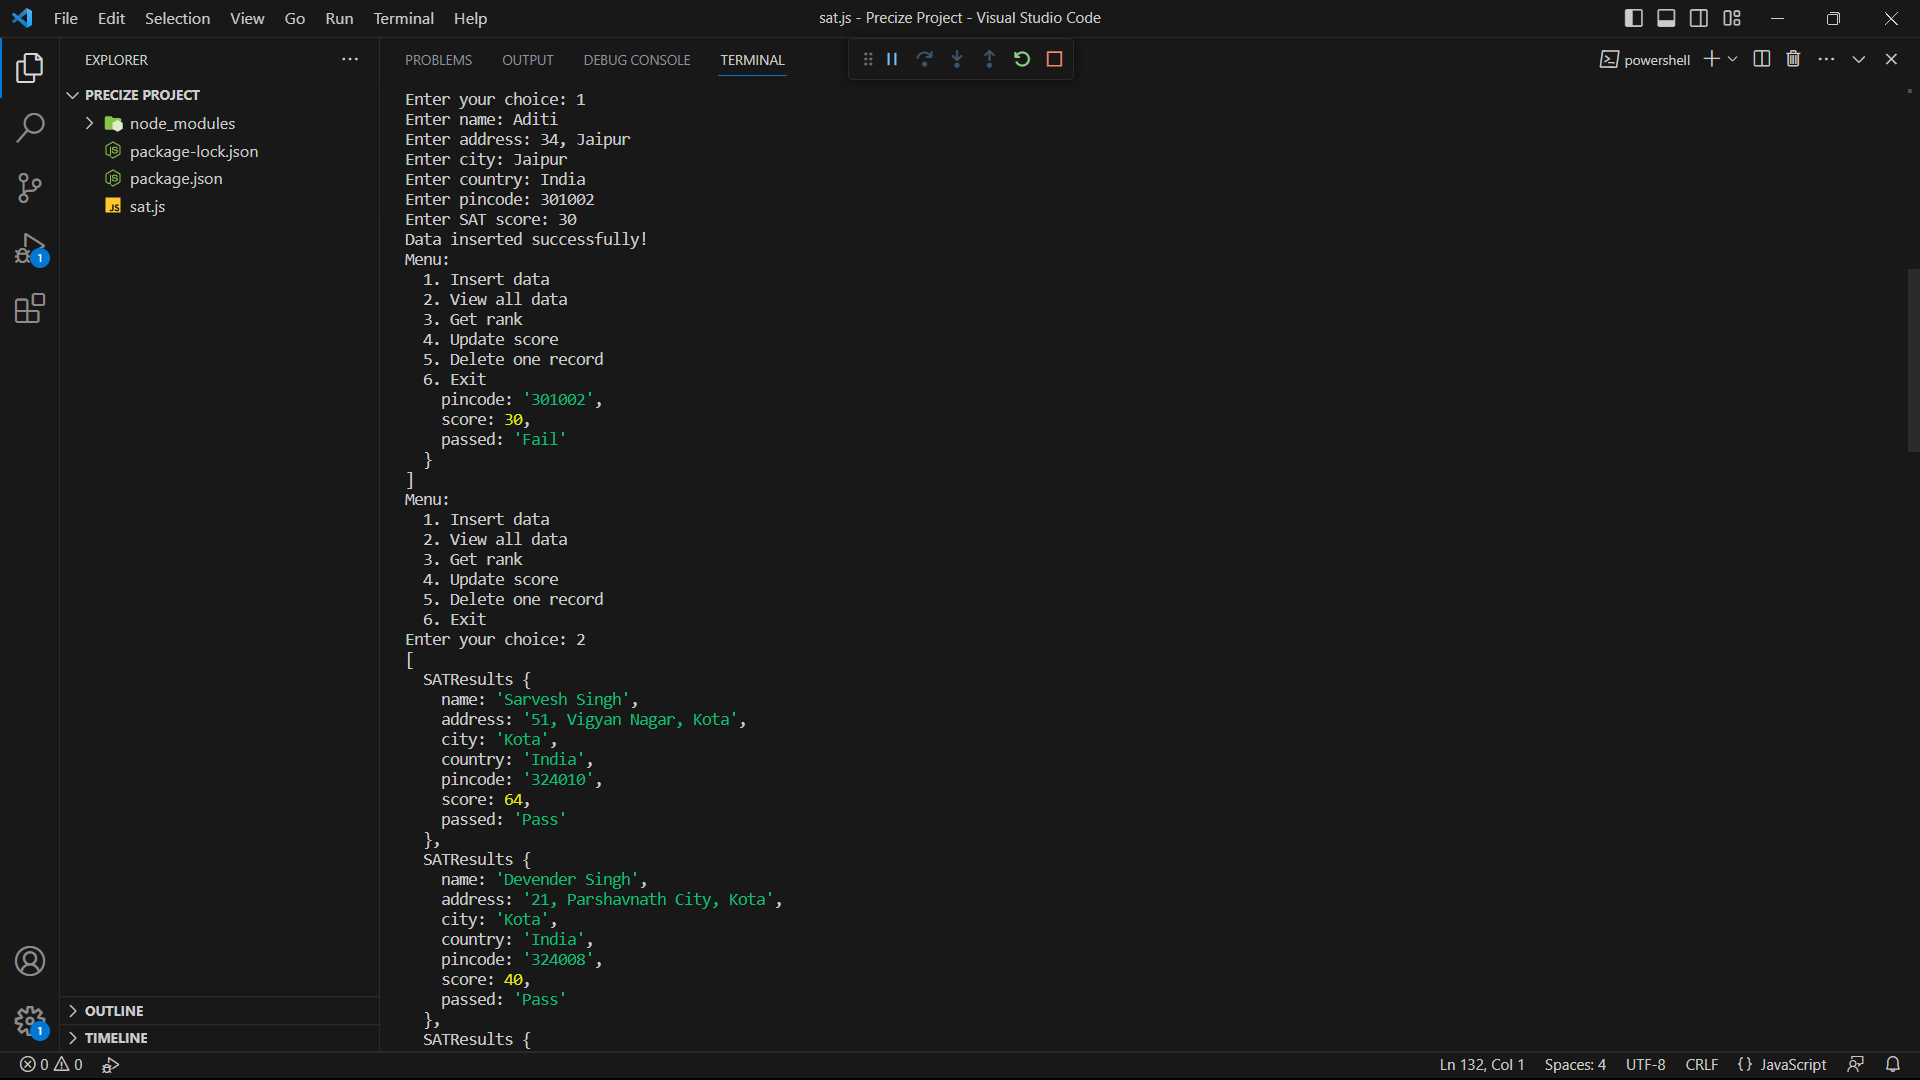 File Edit Selection View Go Run Terminal Help
sat.js - Precize Project - Visual Studio Code
EXPLORER
PRECIZE PROJECT
node_modules
package-lock.json
package.json
JS sat.js
1
OUTLINE
1
TIMELINE
PROBLEMS OUTPUT DEBUG CONSOLE TERMINAL
powershell
Enter your choice: 1
Enter name: Aditi
Enter address: 34, Jaipur
Enter city: Jaipur
Enter country: India
Enter pincode: 301002
Enter SAT score: 30
Data inserted successfully!
Menu:
1. Insert data
2. View all data
3. Get rank
4. Update score
5. Delete one record
6. Exit
pincode: '301002',
score: 30,
passed: 'Fail'
}
]
Menu:
1. Insert data
2. View all data
3. Get rank
4. Update score
5. Delete one record
6. Exit
Enter your choice: 2
[
SATResults {
name: 'Sarvesh Singh',
address: '51, Vigyan Nagar, Kota',
city: 'Kota',
country: 'India',
pincode: '324010',
score: 64,
passed: 'Pass'
},
SATResults {
name: 'Devender Singh',
address: '21, Parshavnath City, Kota',
city: 'Kota',
country: 'India',
pincode: '324008',
score: 40,
passed: 'Pass'
},
SATResults {
0 0
Ln 132, Col 1 Spaces: 4 UTF-8 CRLF {} JavaScript